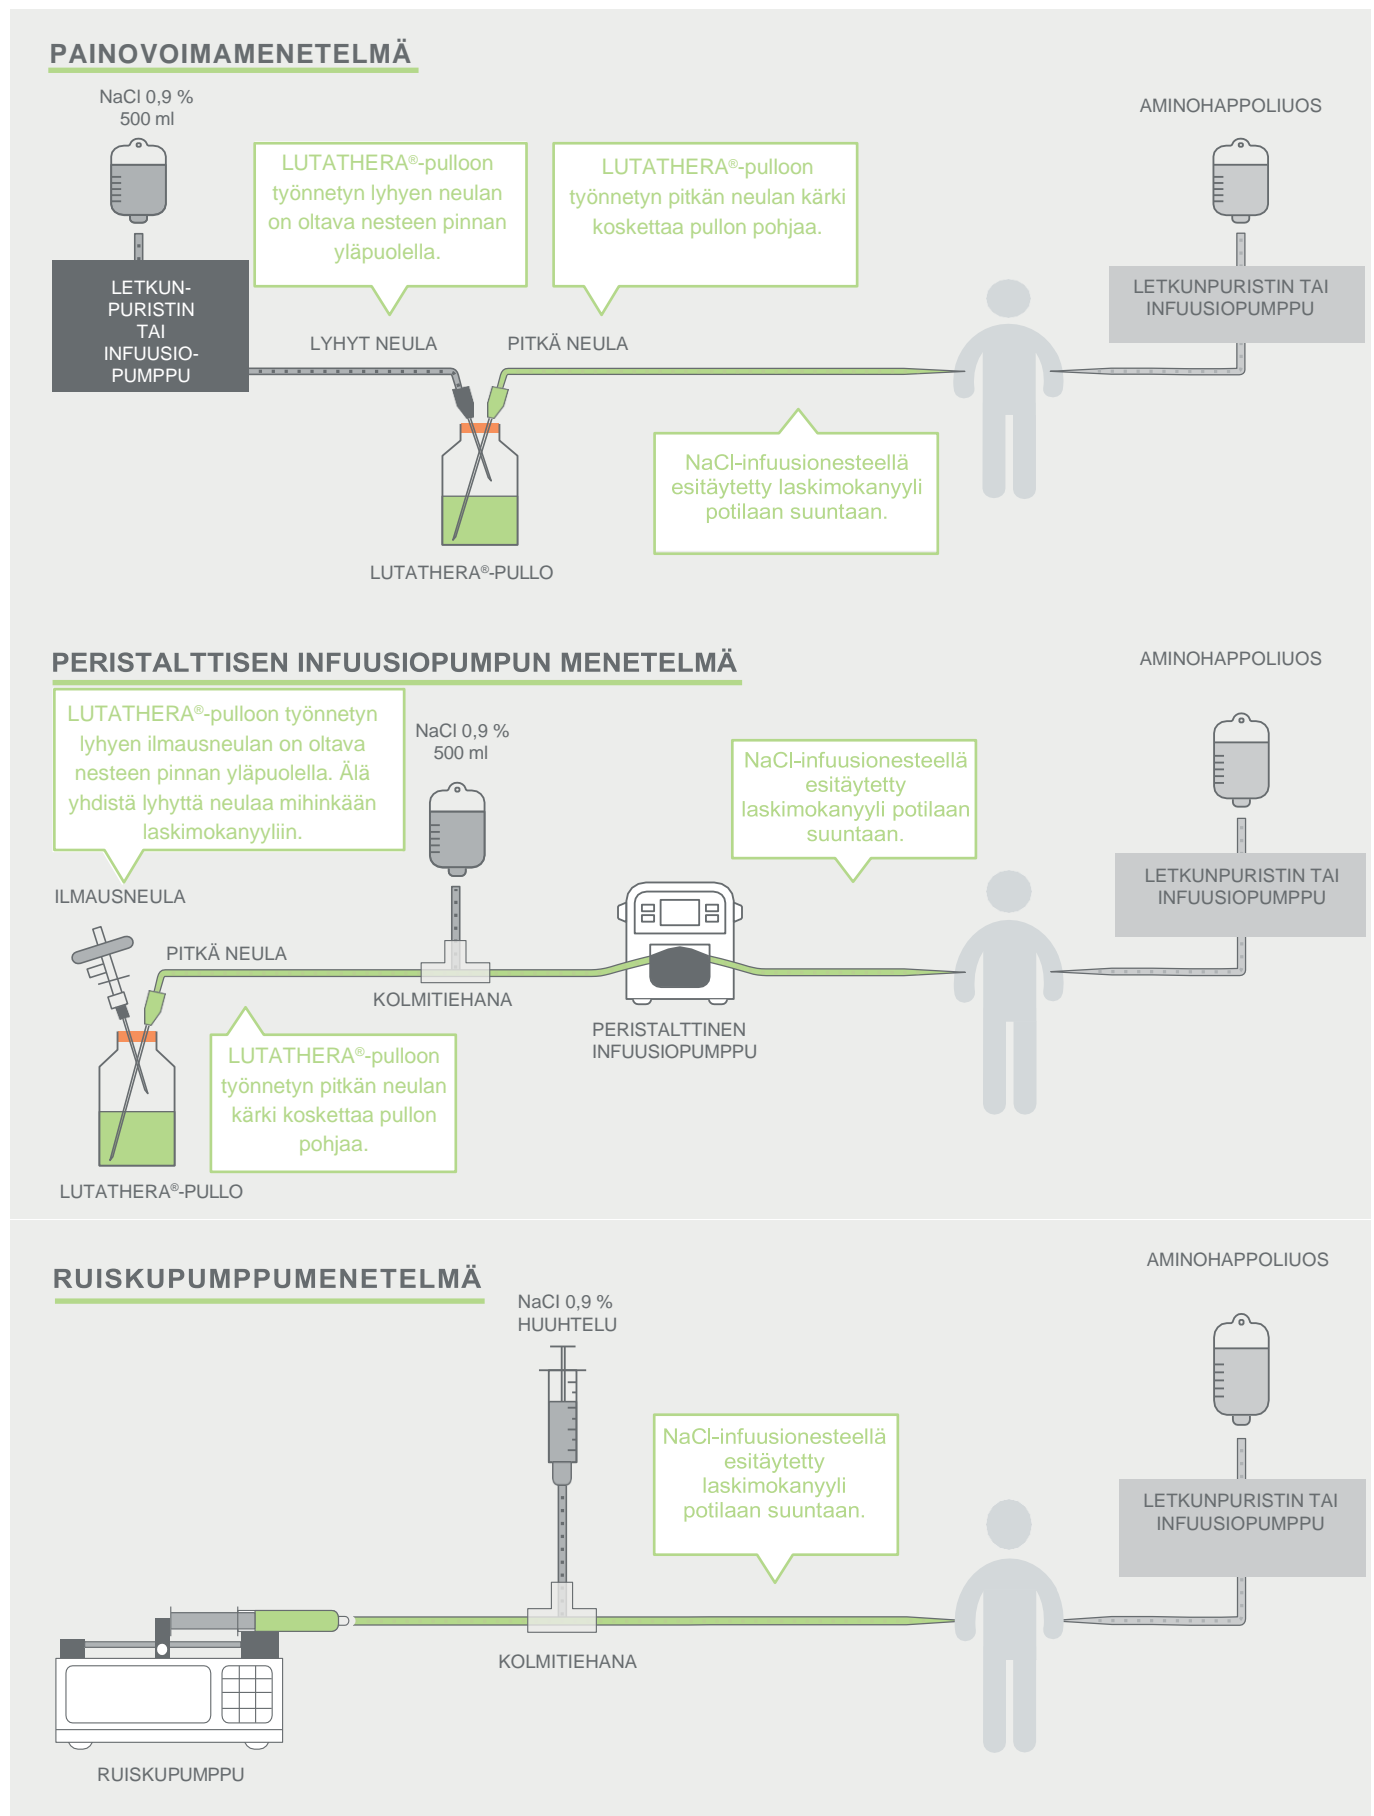 PAINOVOIMAMENETELMÄ
NaCl 0,9 %
500 ml
AMINOHAPPOLIUOS
LUTATHERA®-pulloon
työnnetyn lyhyen neulan
on oltava nesteen pinnan
yläpuolella.
LUTATHERA®-pulloon
työnnetyn pitkän neulan kärki
koskettaa pullon pohjaa.
LETKUN-
PURISTIN
TAI
INFUUSIO-
PUMPPU
LETKUNPURISTIN TAI
INFUUSIOPUMPPU
LYHYT NEULA
PITKÄ NEULA
NaCl-infuusionesteellä
esitäytetty laskimokanyyli
potilaan suuntaan.
LUTATHERA®-PULLO
PERISTALTTISEN INFUUSIOPUMPUN MENETELMÄ
AMINOHAPPOLIUOS
LUTATHERA®-pulloon työnnetyn
lyhyen ilmausneulan on oltava
nesteen pinnan yläpuolella. Älä
yhdistä lyhyttä neulaa mihinkään
laskimokanyyliin.
NaCl 0,9 %
500 ml
NaCl-infuusionesteellä
esitäytetty
laskimokanyyli potilaan
suuntaan.
LETKUNPURISTIN TAI
INFUUSIOPUMPPU
ILMAUSNEULA
PITKÄ NEULA
KOLMITIEHANA
PERISTALTTINEN
INFUUSIOPUMPPU
LUTATHERA®-pulloon
työnnetyn pitkän neulan
kärki koskettaa pullon
pohjaa.
LUTATHERA®-PULLO
RUISKUPUMPPUMENETELMÄ
AMINOHAPPOLIUOS
NaCl 0,9 %
HUUHTELU
NaCl-infuusionesteellä
esitäytetty
laskimokanyyli
potilaan suuntaan.
LETKUNPURISTIN TAI
INFUUSIOPUMPPU
KOLMITIEHANA
RUISKUPUMPPU